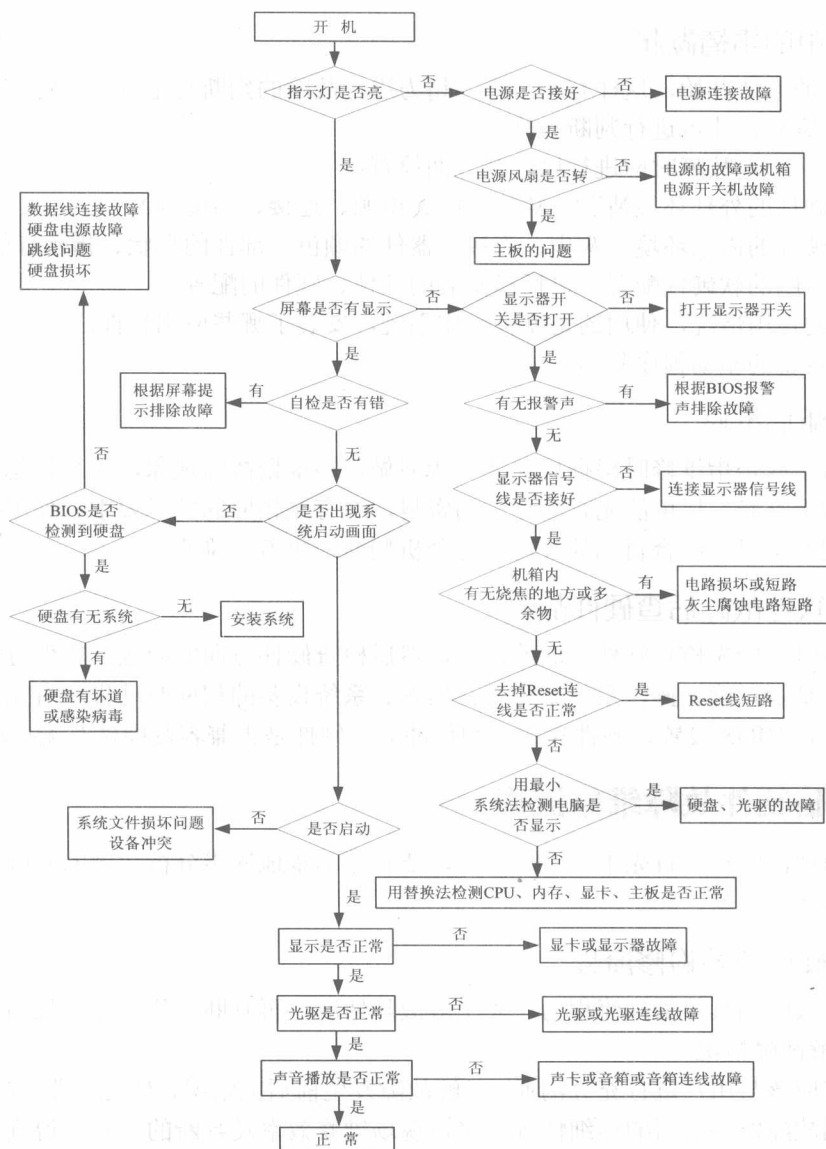 开 机
指示灯是否亮
否
电源是否接好
否
电源连接故障
是
是
电源风扇是否转
否
电源的故障或机箱
电源开关机故障
是
主板的问题
数据线连接故障
硬盘电源故障
跳线问题
硬盘损坏
屏幕是否有显示
否
显示器开
关是否打开
否
打开显示器开关
是
是
根据屏幕提
示排除故障
有
自检是否有错
有无报警声
有
根据BIOS报警
声排除故障
否
无
无
显示器信号
线是否接好
否
连接显示器信号线
BIOS是否
检测到硬盘
否
是否出现系
统启动画面
是
是
机箱内
有无烧焦的地方或多
余物
有
电路损坏或短路
灰尘腐蚀电路短路
硬盘有无系统
无
安装系统
有
无
硬盘有坏道
或感染病毒
去掉Reset连
线是否正常
是
Reset线短路
否
用最小
系统法检测电脑是
否显示
是
硬盘、光驱的故障
系统文件损坏问题
设备冲突
否
是否启动
否
用替换法检测CPU、内存、显卡、主板是否正常
是
显示是否正常
否
显卡或显示器故障
是
光驱是否正常
否
光驱或光驱连线故障
是
声音播放是否正常
否
声卡或音箱或音箱连线故障
是
正 常